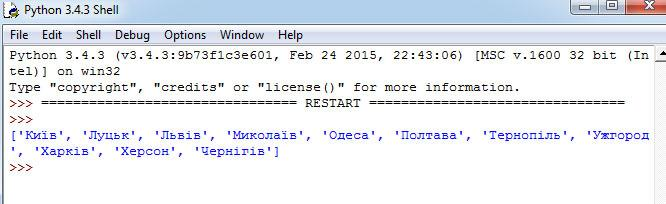 Python 3.4.3 Shell
File Edit Shell Debug Options Window Help
Python 3.4.3 (v3.4.3:9b73f1c3e601, Feb 24 2015, 22:43:06) [MSC v.1600 32 bit (In
tel)] on win32
Type "copyright", "credits" or "license()" for more information.
>>> ================================ RESTART ================================
>>>
['Київ', 'Луцьк', 'Львів', 'Миколаїв', 'Одеса', 'Полтава', 'Тернопіль', 'Ужгород
', 'Харків', 'Херсон', 'Чернігів']
>>>